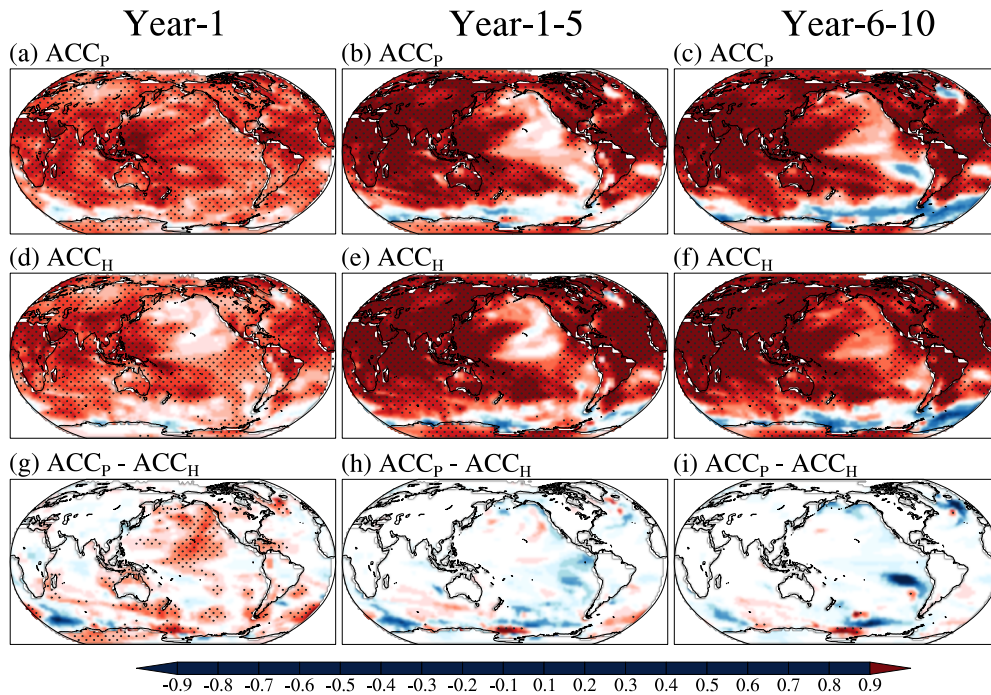 Year-1 Year-1-5 Year-6-10
(a) ACC_P (b) ACC_P (c) ACC_P
(d) ACC_H (e) ACC_H (f) ACC_H
(g) ACC_P - ACC_H (h) ACC_P - ACC_H (i) ACC_P - ACC_H
-0.9 -0.8 -0.7 -0.6 -0.5 -0.4 -0.3 -0.2 -0.1 0.1 0.2 0.3 0.4 0.5 0.6 0.7 0.8 0.9